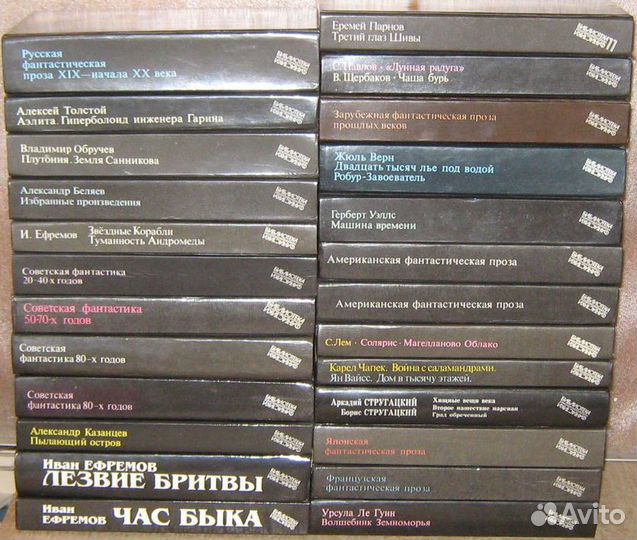 Русская
фантастическая
проза XIX—начала XX века
Алексей Толстой
Аэлита. Гиперболоид инженера Гарина
Владимир Обручев
Плутония. Земля Санникова
Александр Беляев
Избранные произведения
И. Ефремов
Звёздные Корабли
Туманность Андромеды
Советская фантастика
20-40-х годов
Советская фантастика
50-70-х годов
Советская
фантастика 80-х годов
Советская
фантастика 80-х годов
Александр Казанцев
Пылающий остров
Иван ЕФРЕМОВ
ЛЕЗВИЕ БРИТВЫ
Иван
ЕФРЕМОВ ЧАС БЫКА
Еремей Парнов
Третий глаз Шивы
С. Павлов · «Лунная радуга»
В. Щербаков · Чаша бурь
Зарубежная фантастическая проза
прошлых веков
Жюль Верн
Двадцать тысяч лье под водой
Робур-Завоеватель
Герберт Уэллс
Машина времени
Американская фантастическая проза
Американская фантастическая проза
С.Лем · Солярис · Магелланово Облако
Карел Чапек. Война с саламандрами.
Ян Вайсс. Дом в тысячу этажей.
Аркадий СТРУГАЦКИЙ
Борис СТРУГАЦКИЙ
Хищные вещи века
Второе нашествие марсиан
Град обреченный
Японская
фантастическая проза
Французская
фантастическая проза
Урсула Ле Гуин
Волшебник Земноморья
Avito